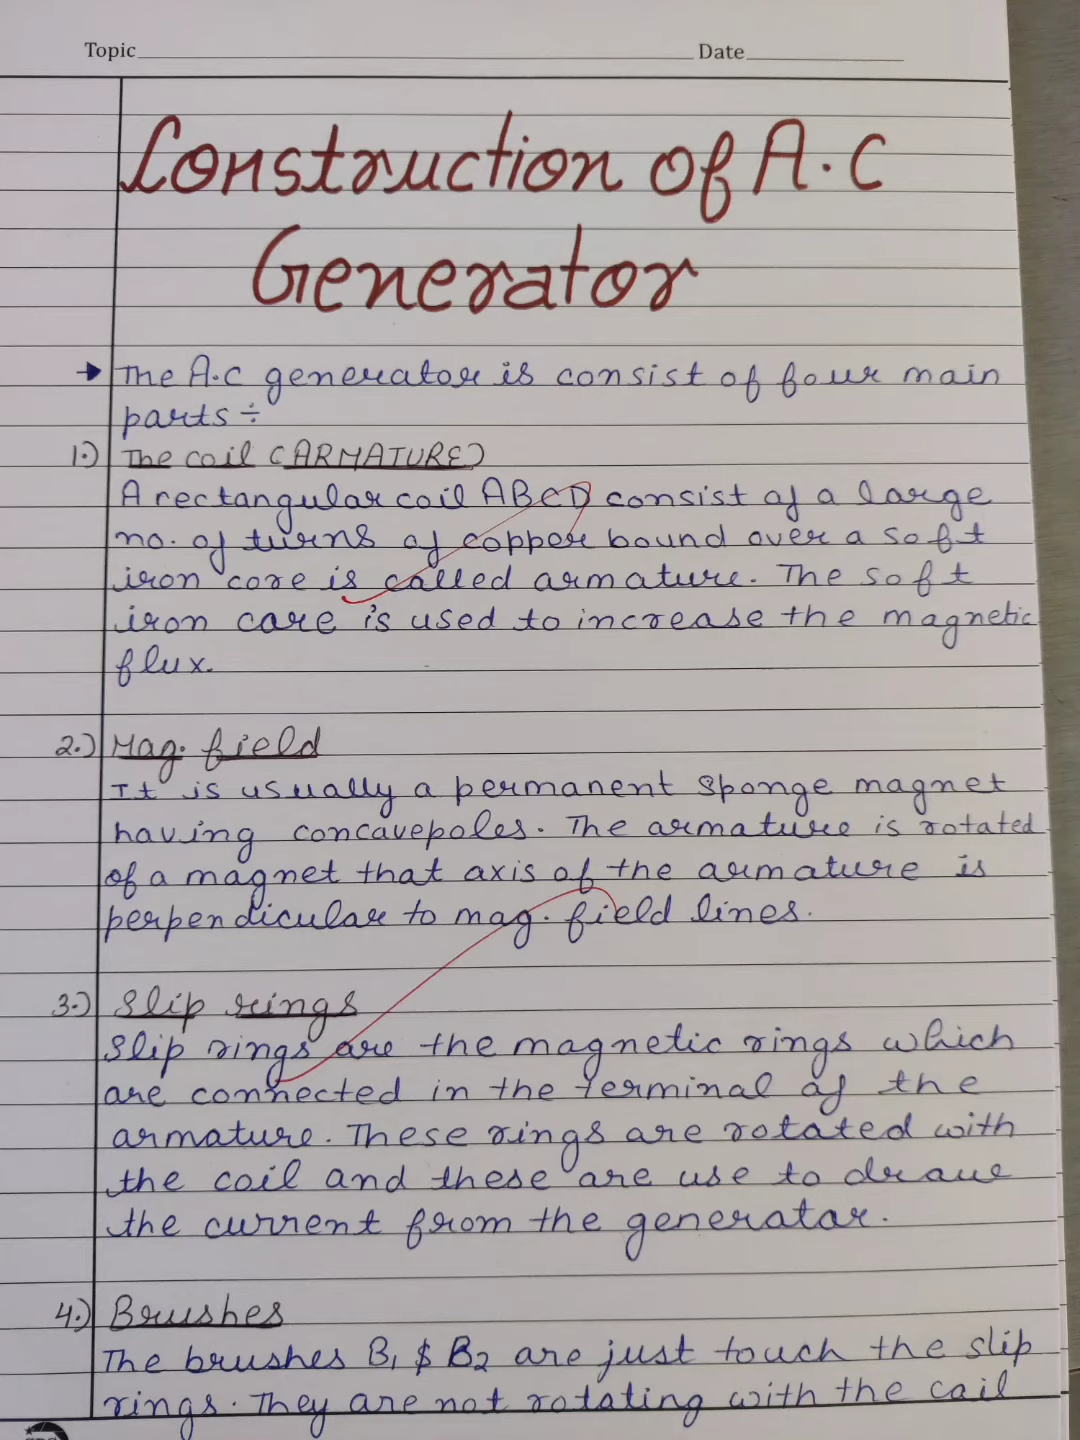 Topic Date
Construction of A.C
Generator
→ The A.C generator is consist of four main
parts ÷
1.) The coil (ARMATURE)
A rectangular coil ABCD consist of a large
no. of turns of copper bound over a soft
iron core is called armature. The soft
iron care is used to increase the magnetic
flux.
2.) Mag. field
It is usually a permanent sponge magnet
having concavepoles. The armature is rotated
of a magnet that axis of the armature is
perpendicular to mag. field lines.
3.) Slip rings
Slip rings are the magnetic rings which
are connected in the terminal of the
armature. These rings are rotated with
the coil and these are use to draue
the current from the generatar.
4.) Brushes
The brushes B1 $ B2 are just touch the slip
rings. They are not rotating with the cail